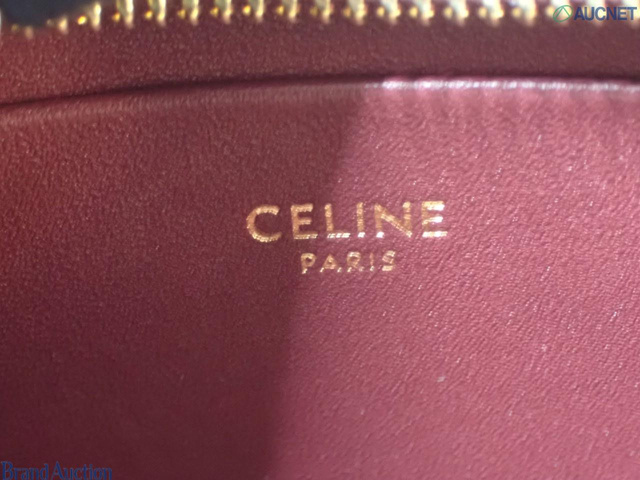 AUCNET
CELINE
PARIS
Brand Auction